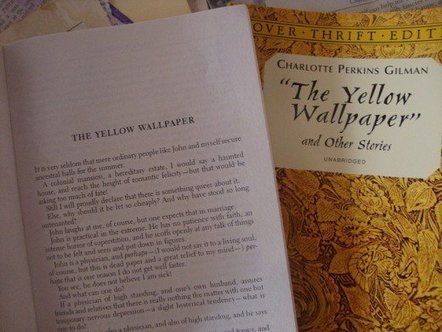 THE YELLOW WALLPAPER
It is very seldom that mere ordinary people like John and myself secure
ancestral halls for the summer.
A colonial mansion, a hereditary estate, I would say a haunted
house, and reach the height of romantic felicity—but that would be
asking too much of fate!
Still I will proudly declare that there is something queer about it.
Else, why should it be let so cheaply? And why have stood so long
untenanted?
John laughs at me, of course, but one expects that in marriage
John is practical in the extreme. He has no patience with faith, an
intense horror of superstition, and he scoffs openly at any talk of things
not to be felt and seen and put down in figures.
John is a physician, and perhaps—(I would not say it to a living soul,
of course, but this is dead paper and a great relief to my mind—) per-
haps that is one reason I do not get well faster.
You see, he does not believe I am sick!
And what can one do?
If a physician of high standing, and one's own husband, assures
friends and relatives that there is really nothing the matter with one but
temporary nervous depression—a slight hysterical tendency—what is
one to do?
physician, and also of high standing, and he says
OVER · THRIFT · EDIT
CHARLOTTE PERKINS GILMAN
"The Yellow
Wallpaper"
and Other Stories
UNABRIDGED